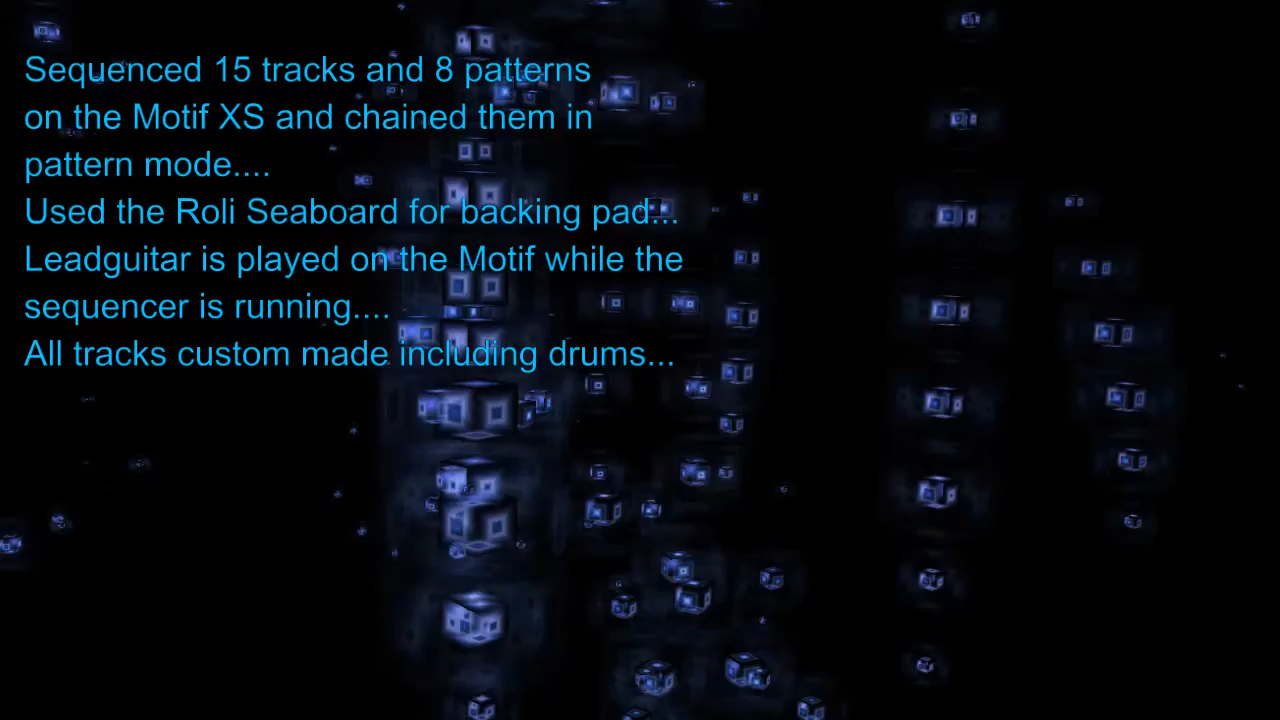 Sequenced 15 tracks and 8 patterns
on the Motif XS and chained them in
pattern mode....
Used the Roli Seaboard for backing pad...
Leadguitar is played on the Motif while the
sequencer is running....
All tracks custom made including drums...